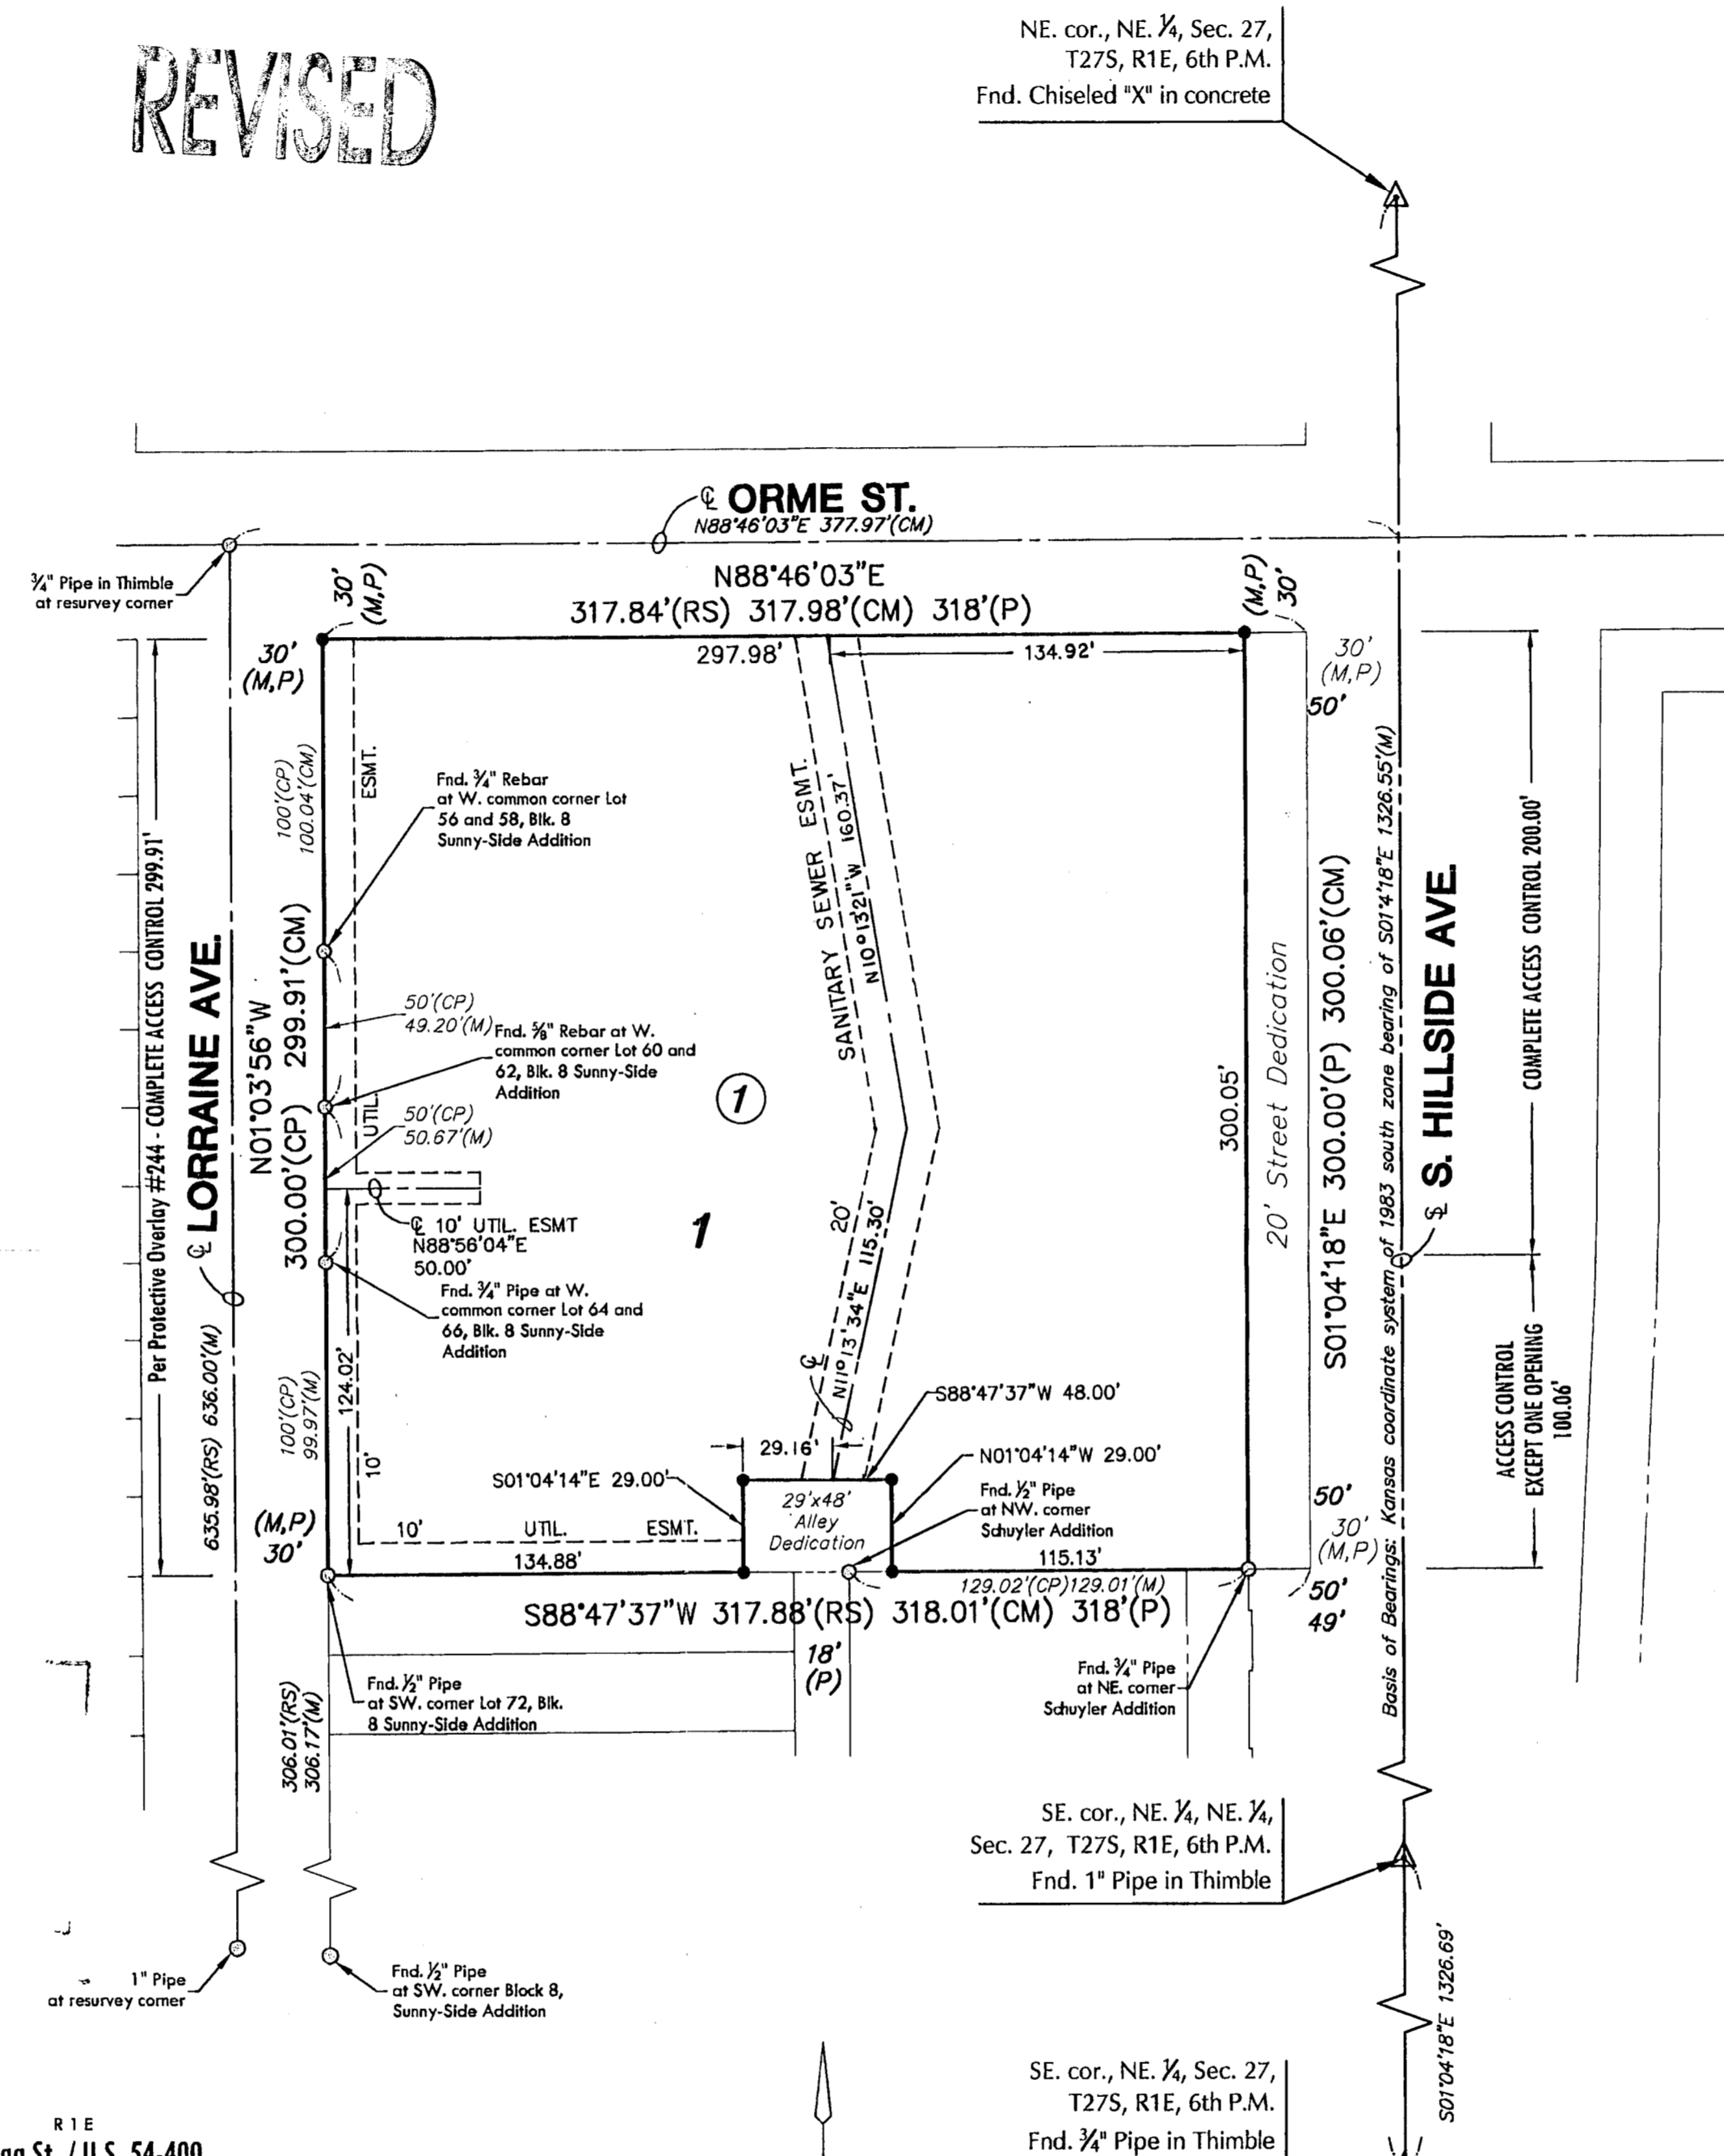 REVISED
NE. cor., NE. ¼, Sec. 27,
T27S, R1E, 6th P.M.
Fnd. Chiseled "X" in concrete
℄ ORME ST.
N88°46'03"E 377.97'(CM)
¾" Pipe in Thimble
at resurvey corner
30'
(M,P)
N88°46'03"E
317.84'(RS) 317.98'(CM) 318'(P)
(M,P)
30'
30'
(M,P)
297.98'
134.92'
30'
(M,P)
50'
Per Protective Overlay #244 - COMPLETE ACCESS CONTROL 299.91'
℄ LORRAINE AVE.
635.98'(RS) 636.00'(M)
N01°03'56"W
300.00'(CP) 299.91'(CM)
100'(CP)
100.04'(CM)
ESMT.
UTIL.
Fnd. ¾" Rebar
at W. common corner Lot
56 and 58, Blk. 8
Sunny-Side Addition
50'(CP)
49.20'(M)
Fnd. ⅝" Rebar at W.
common corner Lot 60 and
62, Blk. 8 Sunny-Side
Addition
50'(CP)
50.67'(M)
℄ 10' UTIL. ESMT
N88°56'04"E
50.00'
Fnd. ¾" Pipe at W.
common corner Lot 64 and
66, Blk. 8 Sunny-Side
Addition
1
1
SANITARY SEWER ESMT.
N10°13'21"W 160.37'
20'
N11°13'34"E 115.30'
℄
300.05'
20' Street Dedication
S01°04'18"E 300.00'(P) 300.06'(CM)
Basis of Bearings: Kansas coordinate system of 1983 south zone bearing of S01°4'18"E 1326.55'(M)
℄ S. HILLSIDE AVE.
COMPLETE ACCESS CONTROL 200.00'
ACCESS CONTROL
EXCEPT ONE OPENING
100.06'
100'(CP)
99.97'(M)
124.02'
10'
S88°47'37"W 48.00'
29.16'
N01°04'14"W 29.00'
S01°04'14"E 29.00'
29'x48'
Alley
Dedication
Fnd. ½" Pipe
at NW. corner
Schuyler Addition
(M,P)
30'
10' UTIL. ESMT.
134.88'
115.13'
129.02'(CP)129.01'(M)
50'
30'
(M,P)
50'
49'
S88°47'37"W 317.88'(RS) 318.01'(CM) 318'(P)
18'
(P)
Fnd. ½" Pipe
at SW. corner Lot 72, Blk.
8 Sunny-Side Addition
Fnd. ¾" Pipe
at NE. corner
Schuyler Addition
306.01'(RS)
306.17'(M)
SE. cor., NE. ¼, NE. ¼,
Sec. 27, T27S, R1E, 6th P.M.
Fnd. 1" Pipe in Thimble
1" Pipe
at resurvey corner
Fnd. ½" Pipe
at SW. corner Block 8,
Sunny-Side Addition
S01°04'18"E 1326.69'
SE. cor., NE. ¼, Sec. 27,
T27S, R1E, 6th P.M.
Fnd. ¾" Pipe in Thimble
R 1 E
St. / U.S. 54-400